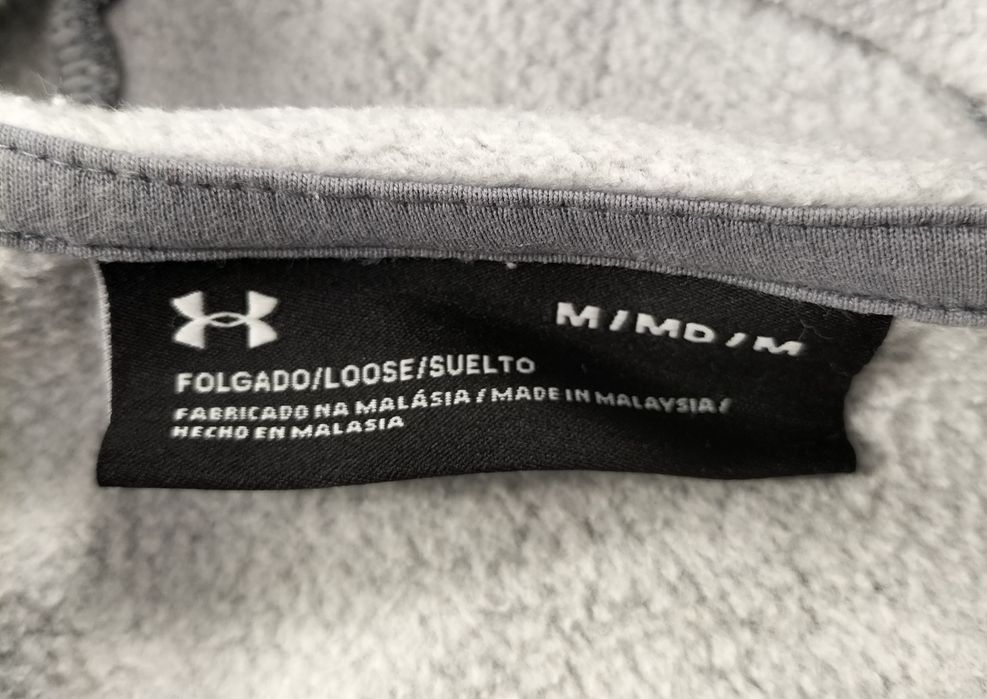 M/MD/M
FOLGADO/LOOSE/SUELTO
FABRICADO NA MALÁSIA/MADE IN MALAYSIA/
HECHO EN MALASIA